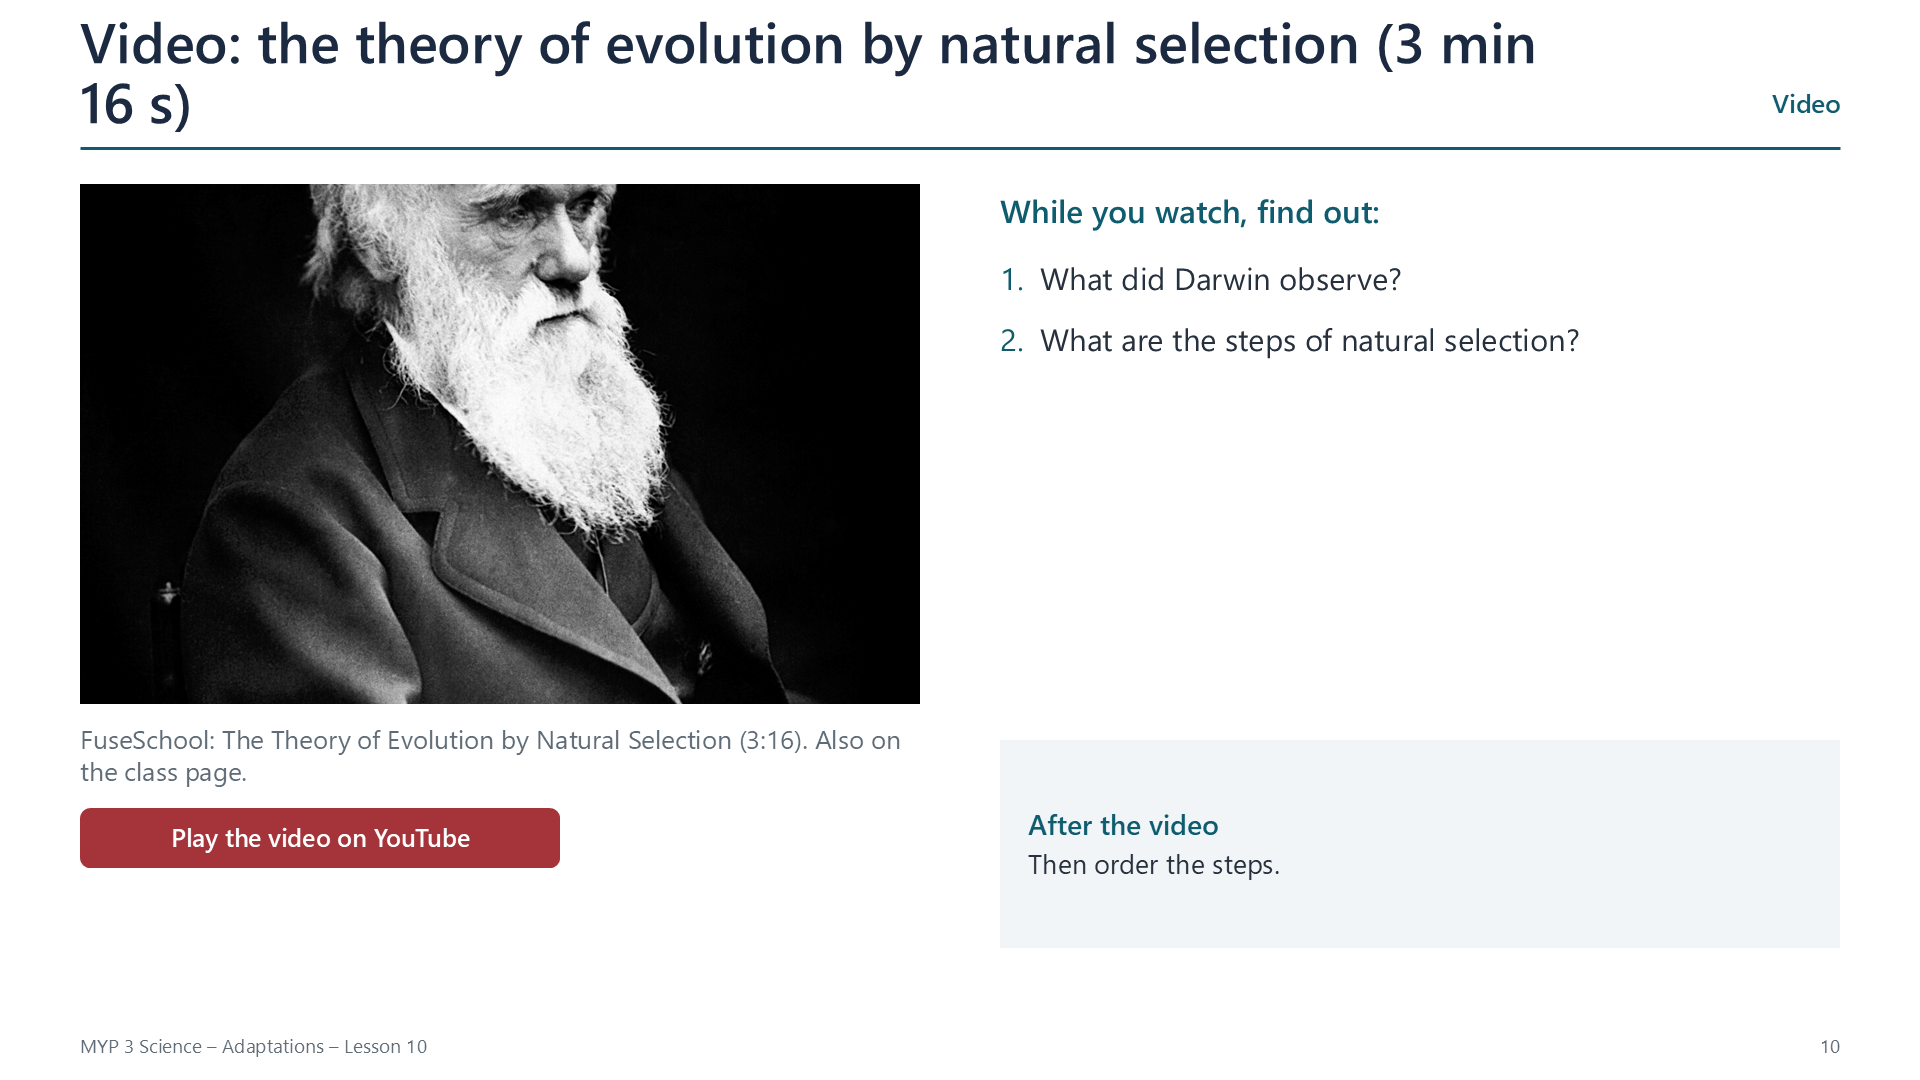 Video: the theory of evolution by natural selection (3 min
16 s)
Video
While you watch, find out:
1. What did Darwin observe?
2. What are the steps of natural selection?
FuseSchool: The Theory of Evolution by Natural Selection (3:16). Also on
the class page.
Play the video on YouTube
After the video
Then order the steps.
MYP 3 Science – Adaptations – Lesson 10
10